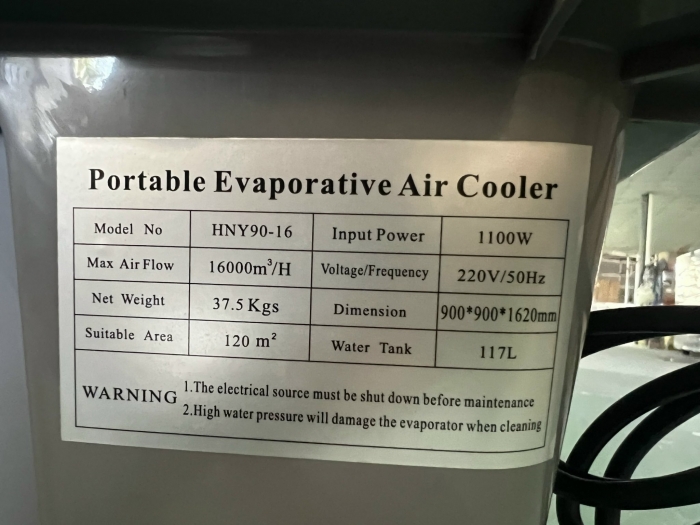 Portable Evaporative Air Cooler
Model No HNY90-16 Input Power 1100W
Max Air Flow 16000m³/H Voltage/Frequency 220V/50Hz
Net Weight 37.5 Kgs Dimension 900*900*1620mm
Suitable Area 120 m² Water Tank 117L
WARNING 1.The electrical source must be shut down before maintenance
2.High water pressure will damage the evaporator when cleaning